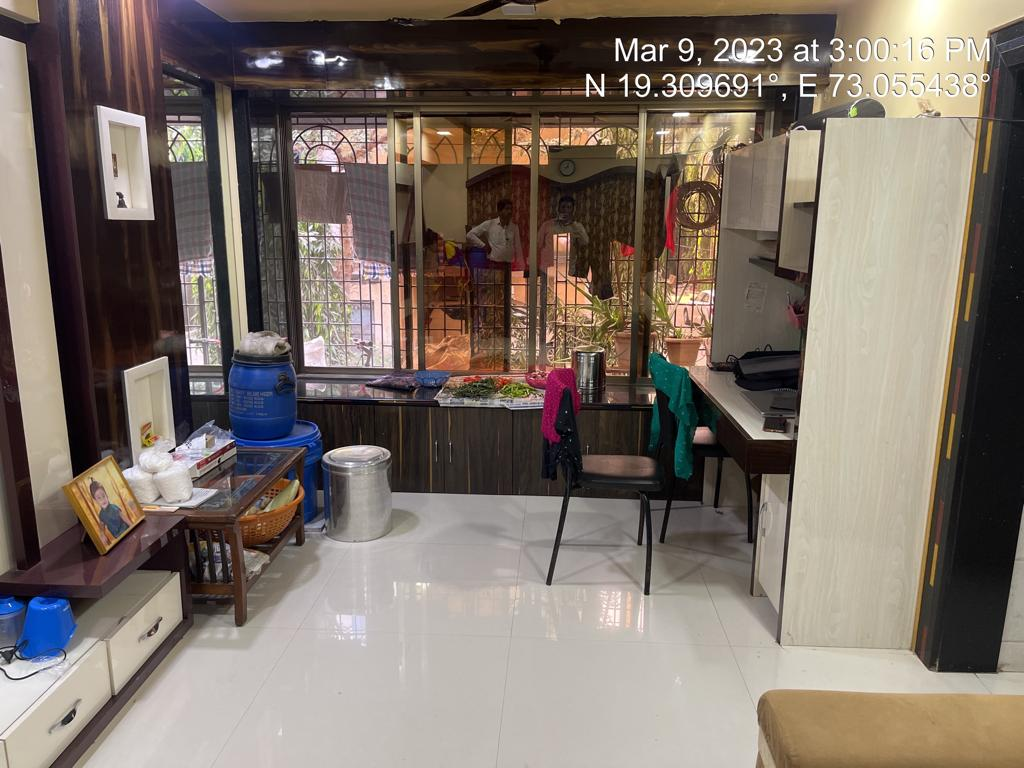 Mar 9, 2023 at 3:00:16 PM
N 19.309691°, E 73.055438°